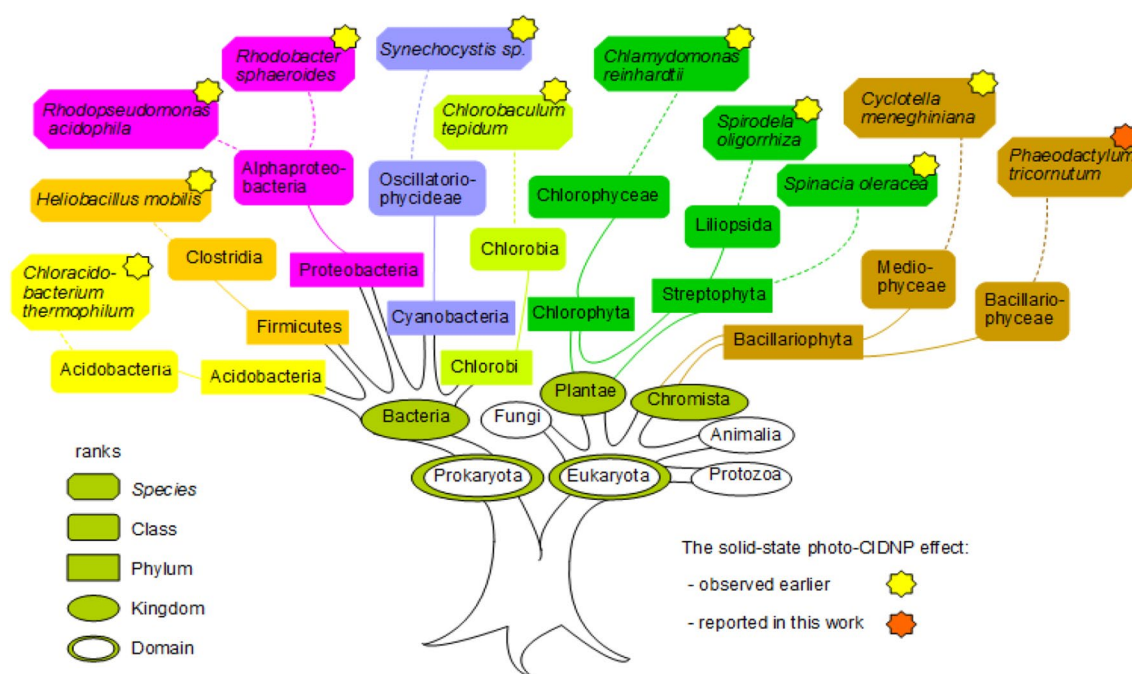 Rhodobacter
sphaeroides
Synechocystis sp.
Chlamydomonas
reinhardtii
Rhodopseudomonas
acidophila
Chlorobaculum
tepidum
Spirodela
oligorrhiza
Cyclotella
meneghiniana
Phaeodactylum
tricornutum
Heliobacillus mobilis
Alphaproteo-
bacteria
Oscillatorio-
phycideae
Chlorophyceae
Spinacia oleracea
Liliopsida
Chloracido-
bacterium
thermophilum
Clostridia
Chlorobia
Proteobacteria
Medio-
phyceae
Streptophyta
Bacillario-
phyceae
Firmicutes
Cyanobacteria
Chlorophyta
Bacillariophyta
Acidobacteria
Acidobacteria
Chlorobi
Plantae
Chromista
Bacteria
Fungi
Animalia
Prokaryota
Eukaryota
Protozoa
ranks
Species
Class
Phylum
Kingdom
Domain
The solid-state photo-CIDNP effect:
- observed earlier
- reported in this work